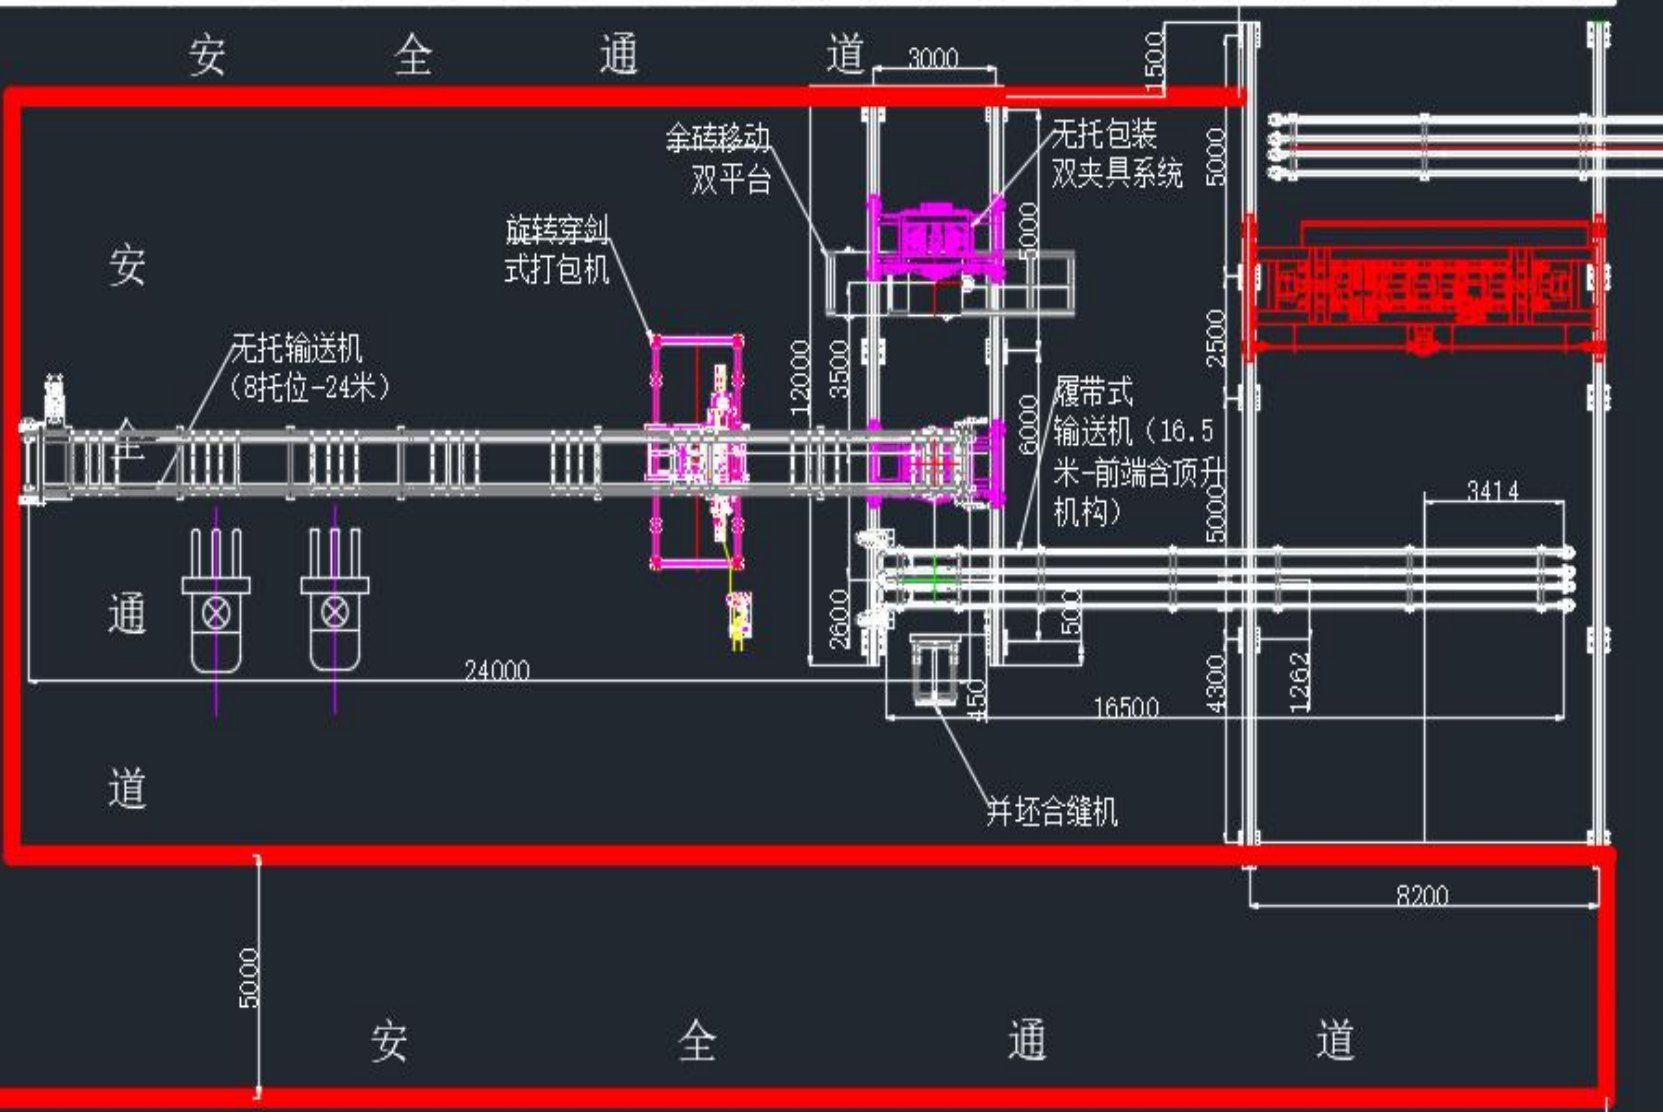 安 全 通 道
3000
1500
余砖移动
双平台
无托包装
双夹具系统
5000
5000
旋转穿剑
式打包机
安
无托输送机
（8托位-24米）
12000
3500
2500
履带式
输送机（16.5
米-前端含顶升
机构）
6000
全
5000
3414
通
2600
500
24000
450
16500
4300
1262
道
并坯合缝机
8200
5000
安 全 通 道